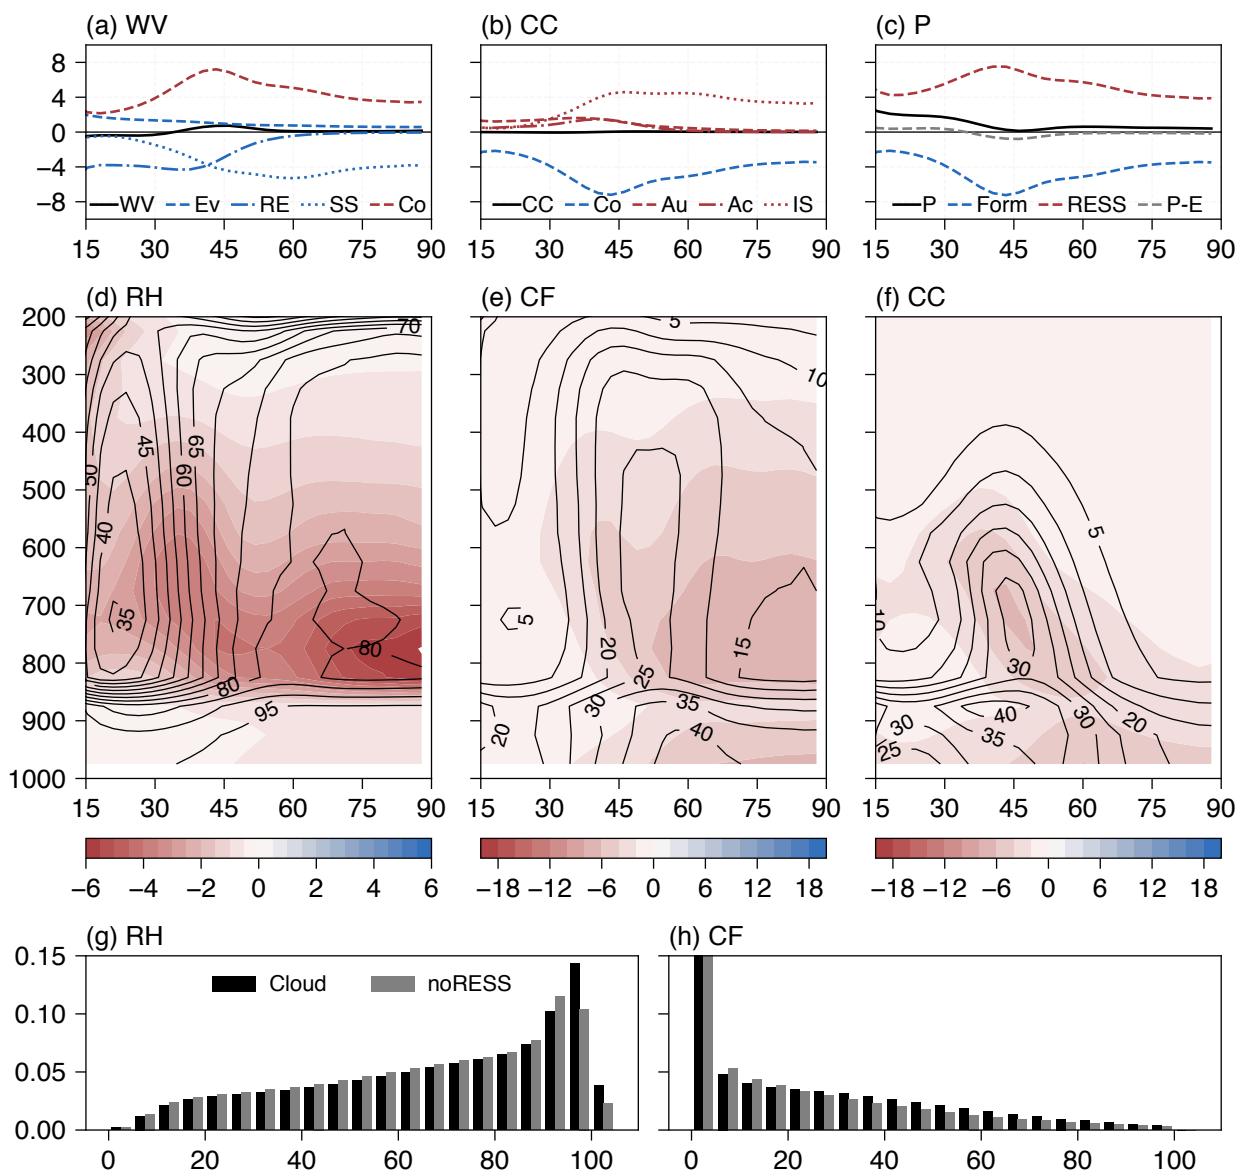 (a) WV
(b) CC
(c) P
8
4
0
−4
−8
WV Ev RE SS Co
CC Co Au Ac IS
P Form RESS P-E
15 30 45 60 75 90
15 30 45 60 75 90
15 30 45 60 75 90
(d) RH
(e) CF
(f) CC
200
300
400
500
600
700
800
900
1000
70
45
65
50
60
40
35
80
80
95
5
10
5
20
15
25
30
35
20
40
5
10
30
40
30
20
30
35
25
15 30 45 60 75 90
15 30 45 60 75 90
15 30 45 60 75 90
−6 −4 −2 0 2 4 6
−18 −12 −6 0 6 12 18
−18 −12 −6 0 6 12 18
(g) RH
(h) CF
0.15
0.10
0.05
0.00
Cloud noRESS
0 20 40 60 80 100
0 20 40 60 80 100